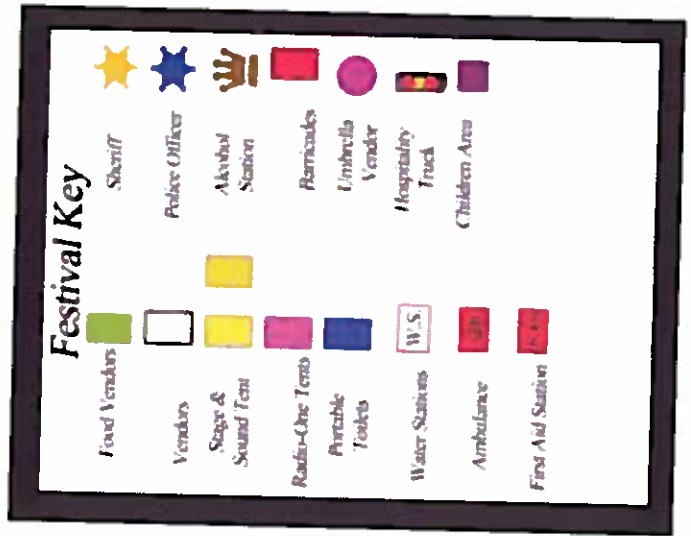 Festival Key
Food Vendors
Vendors
Stage &
Sound Tent
Radio-One Tents
Portable
Toilets
W.S.
Water Stations
Ambulance
First Aid Station
Sheriff
Police Officer
Alcohol
Station
Barricades
Umbrella
Vendor
Hospitality
Truck
Children Area